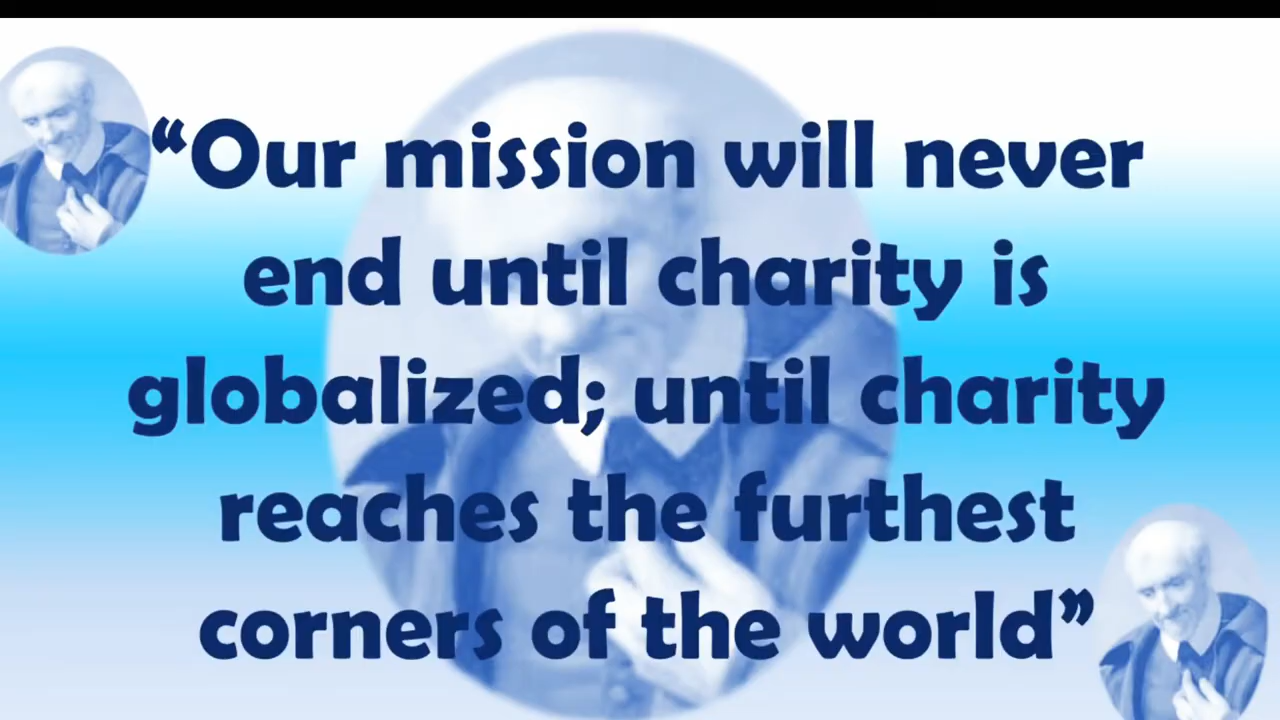 “Our mission will never
end until charity is
globalized; until charity
reaches the furthest
corners of the world”